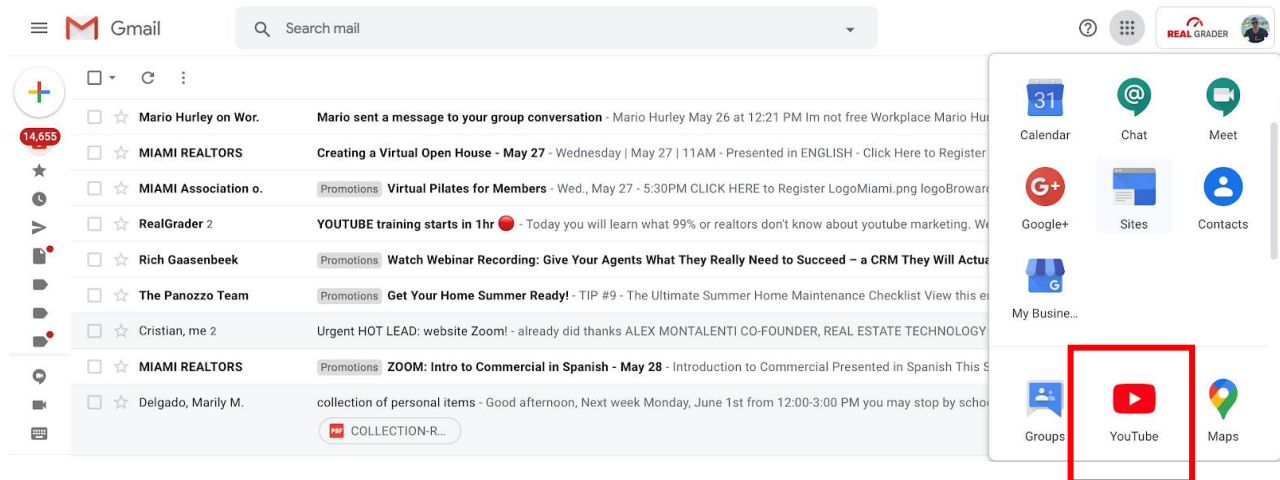 Gmail
Search mail
REAL GRADER
14,655
Mario Hurley on Wor. Mario sent a message to your group conversation - Mario Hurley May 26 at 12:21 PM Im not free Workplace Mario
MIAMI REALTORS Creating a Virtual Open House - May 27 - Wednesday | May 27 | 11AM - Presented in ENGLISH - Click Here to Register
MIAMI Association o. Promotions Virtual Pilates for Members - Wed., May 27 - 5:30PM CLICK HERE to Register LogoMiami.png
RealGrader 2 YOUTUBE training starts in 1hr - Today you will learn what 99% or realtors don't know about youtube marketing.
Rich Gaasenbeek Promotions Watch Webinar Recording: Give Your Agents What They Really Need to Succeed – a CRM They Will
The Panozzo Team Promotions Get Your Home Summer Ready! - TIP #9 - The Ultimate Summer Home Maintenance Checklist View this
Cristian, me 2 Urgent HOT LEAD: website Zoom! - already did thanks ALEX MONTALENTI CO-FOUNDER, REAL ESTATE TECHNOLOGY
MIAMI REALTORS Promotions ZOOM: Intro to Commercial in Spanish - May 28 - Introduction to Commercial Presented in Spanish This
Delgado, Marily M. collection of personal items - Good afternoon, Next week Monday, June 1st from 12:00-3:00 PM you may stop by
PDF COLLECTION-R...
31
Calendar Chat Meet
G+
Google+ Sites Contacts
G
My Busine...
Groups YouTube Maps